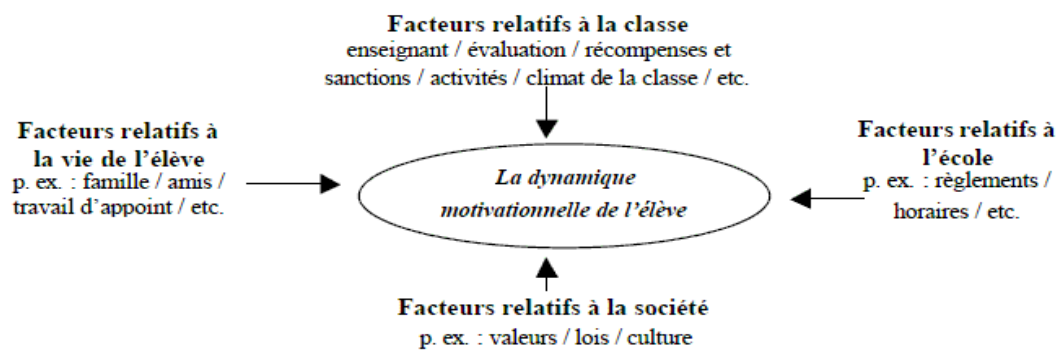 Facteurs relatifs à la classe
enseignant / évaluation / récompenses et
sanctions / activités / climat de la classe / etc.
Facteurs relatifs à
la vie de l'élève
p. ex. : famille / amis /
travail d'appoint / etc.
La dynamique
motivationnelle de l'élève
Facteurs relatifs à
l'école
p. ex. : règlements /
horaires / etc.
Facteurs relatifs à la société
p. ex. : valeurs / lois / culture